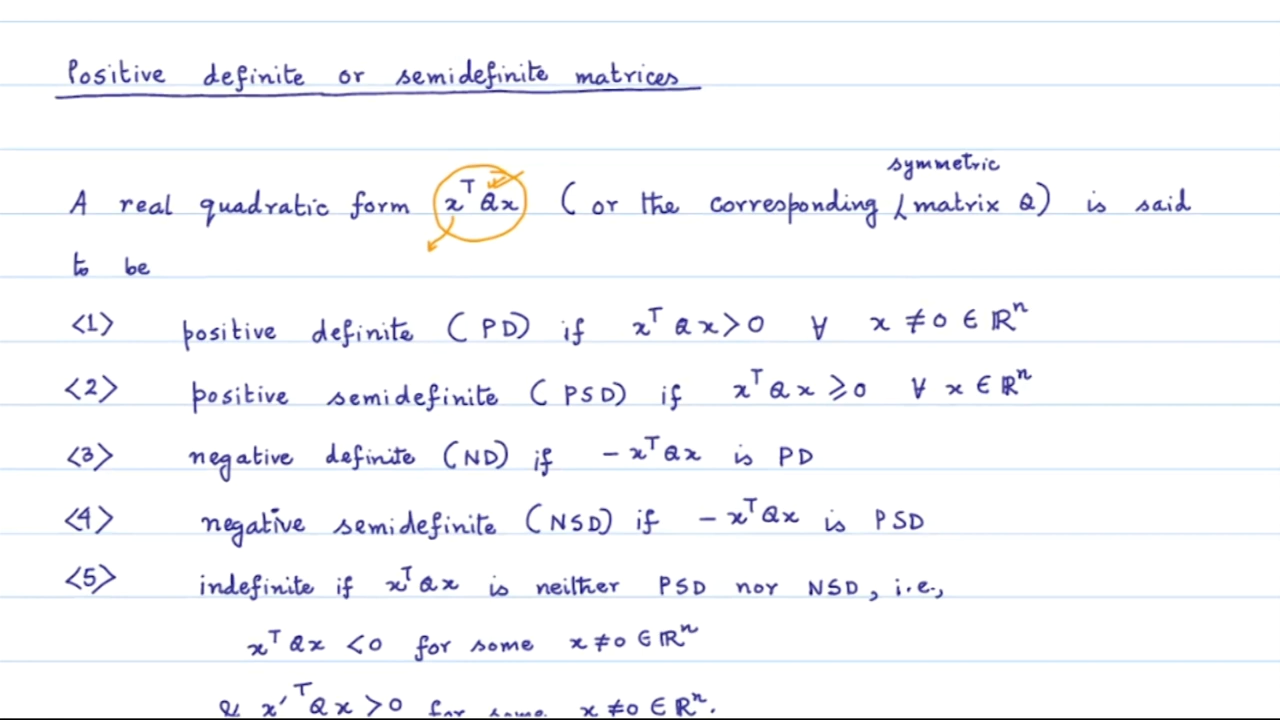 Positive definite or semidefinite matrices
symmetric
A real quadratic form xᵀQx (or the corresponding ∧ matrix Q) is said
to be
<1> positive definite (PD) if xᵀQx > 0 ∀ x ≠ 0 ∈ ℝⁿ
<2> positive semidefinite (PSD) if xᵀQx ≥ 0 ∀ x ∈ ℝⁿ
<3> negative definite (ND) if - xᵀQx is PD
<4> negative semidefinite (NSD) if - xᵀQx is PSD
<5> indefinite if xᵀQx is neither PSD nor NSD, i.e.,
xᵀQx < 0 for some x ≠ 0 ∈ ℝⁿ
& x'ᵀQx > 0 for some x ≠ 0 ∈ ℝⁿ.